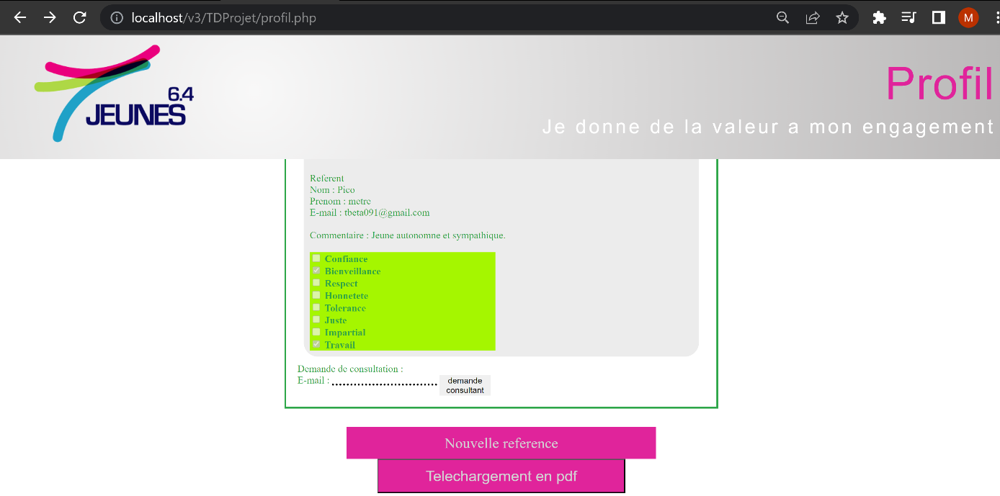 localhost/v3/TDProjet/profil.php
M
6.4
JEUNES
Profil
Je donne de la valeur a mon engagement
Referent
Nom : Pico
Prenom : metre
E-mail : tbeta091@gmail.com
Commentaire : Jeune autonomne et sympathique.
Confiance
Bienveillance
Respect
Honnetete
Tolerance
Juste
Impartial
Travail
Demande de consultation :
E-mail :
demande
consultant
Nouvelle reference
Telechargement en pdf